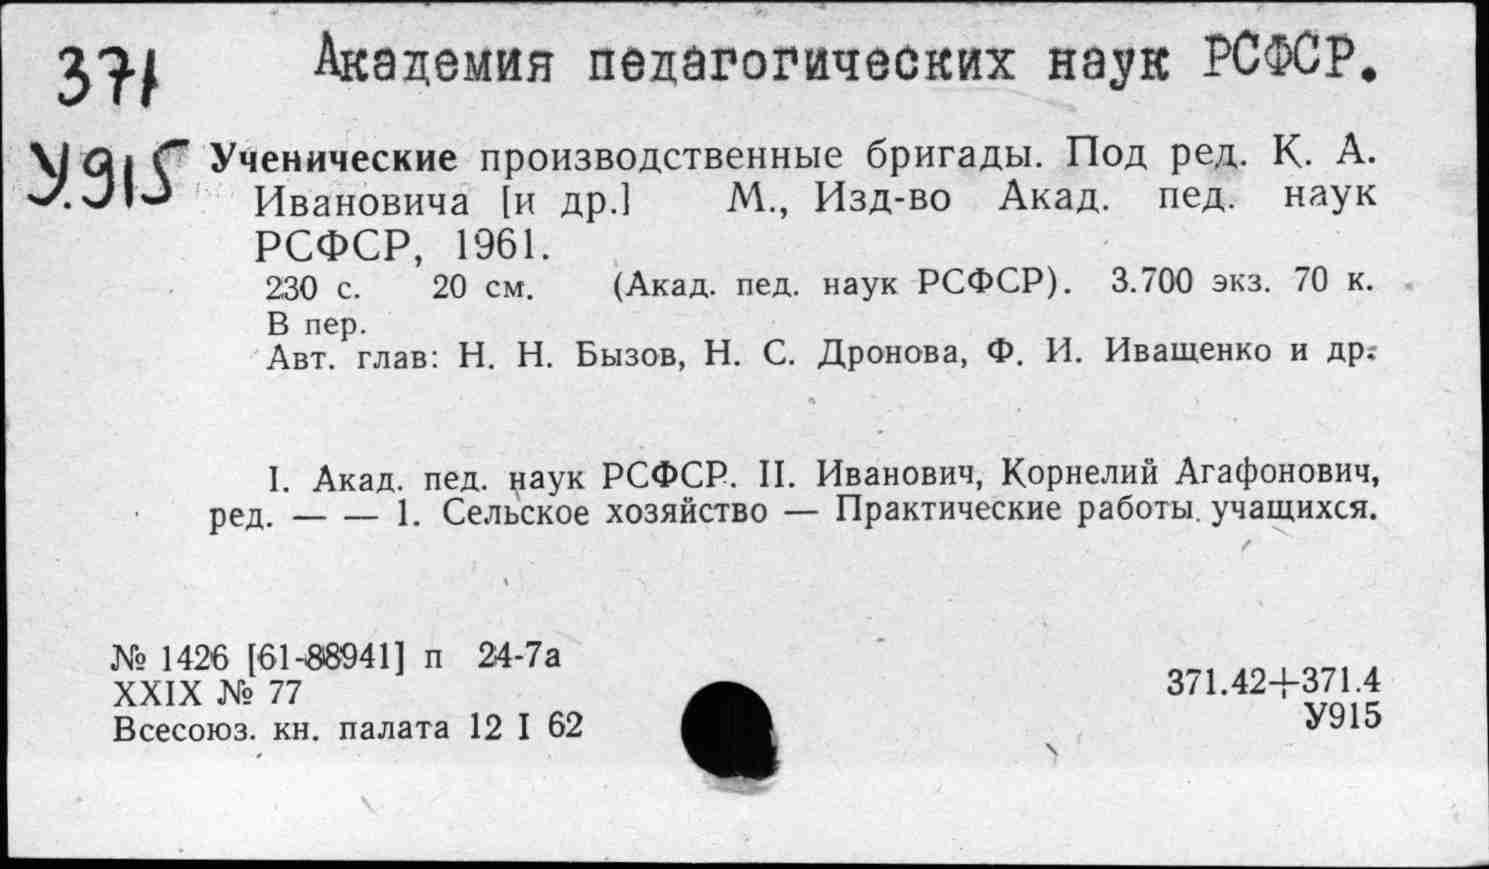 371 Академия педагогических наук РСФСР.
У.915 Ученические производственные бригады. Под ред. К. А.
Ивановича [и др.] М., Изд-во Акад. пед. наук
РСФСР, 1961.
230 с. 20 см. (Акад. пед. наук РСФСР). 3.700 экз. 70 к.
В пер.
Авт. глав: Н. Н. Бызов, Н. С. Дронова, Ф. И. Иващенко и др.
I. Акад. пед. наук РСФСР. II. Иванович, Корнелий Агафонович,
ред. — — 1. Сельское хозяйство — Практические работы учащихся.
№ 1426 [61-88941] п 24-7а
XXIX № 77
Всесоюз. кн. палата 12 I 62
371.42+371.4
У915